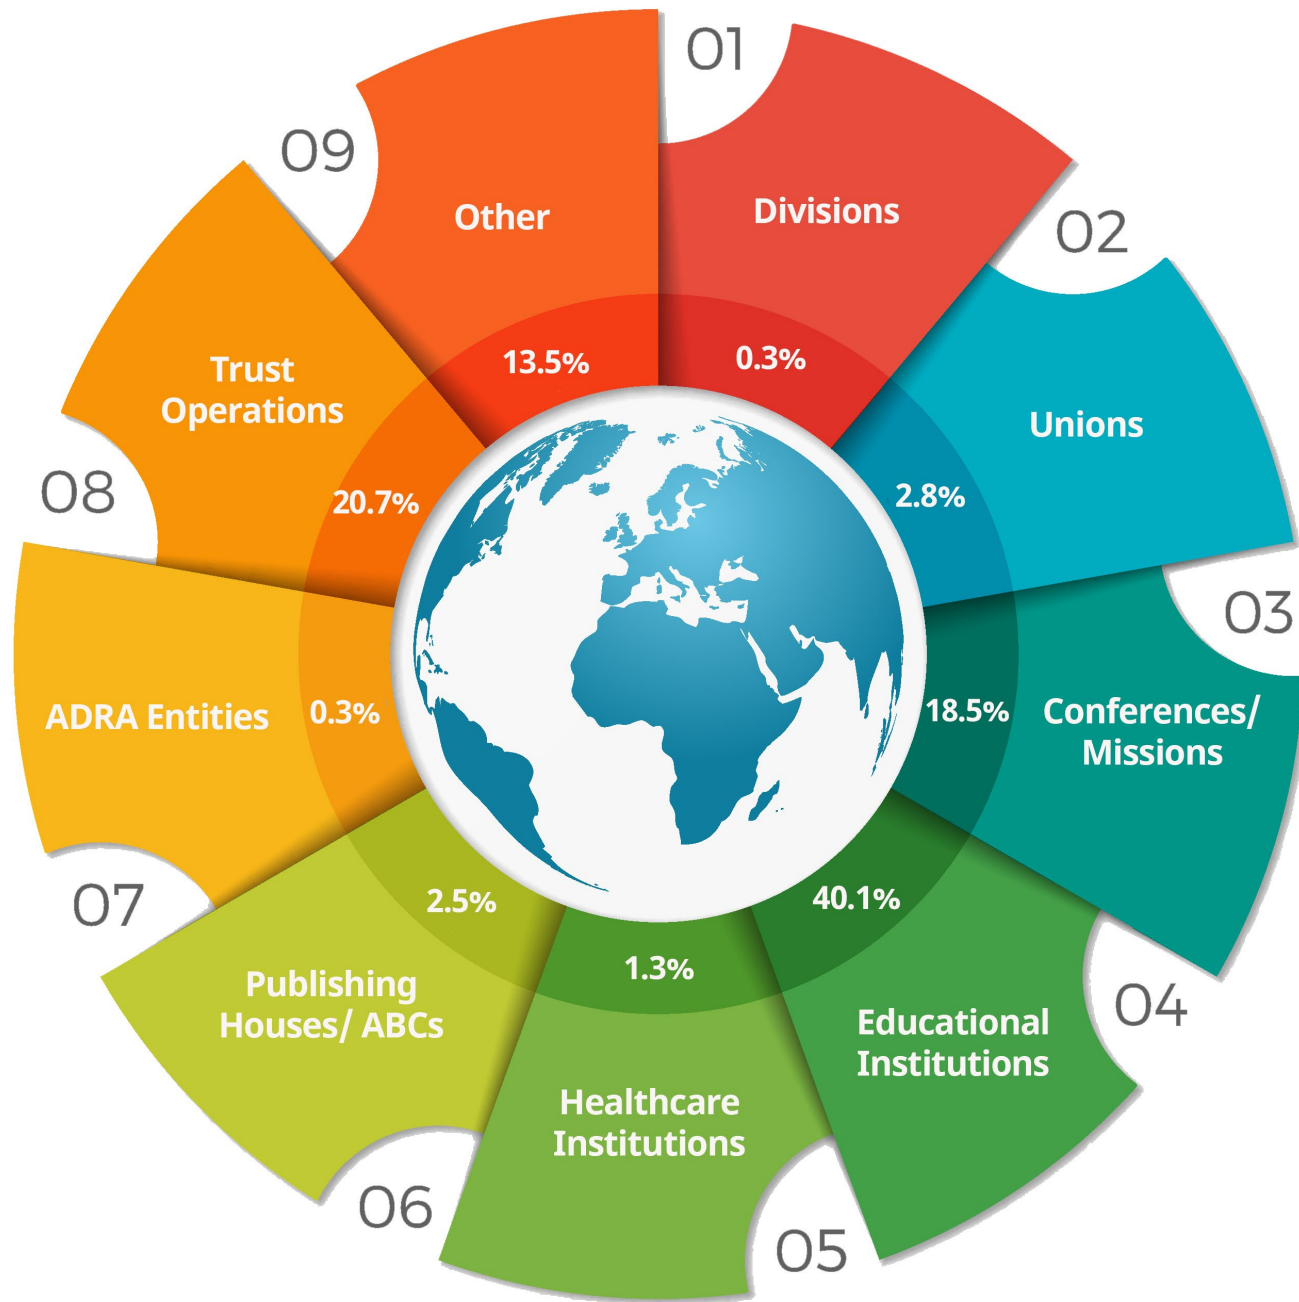 01
Divisions
0.3%
02
Unions
2.8%
03
Conferences/
Missions
18.5%
04
Educational
Institutions
40.1%
05
Healthcare
Institutions
1.3%
06
Publishing
Houses/ ABCs
2.5%
07
ADRA Entities
0.3%
08
Trust
Operations
20.7%
09
Other
13.5%